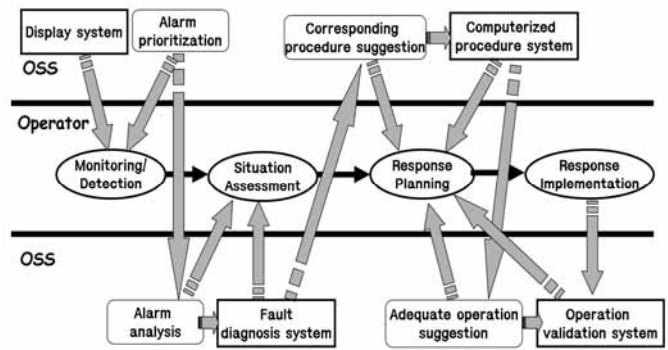 Display system
Alarm
prioritization
Corresponding
procedure suggestion
Computerized
procedure system
OSS
Operator
Monitoring/
Detection
Situation
Assessment
Response
Planning
Response
Implementation
OSS
Alarm
analysis
Fault
diagnosis system
Adequate operation
suggestion
Operation
validation system